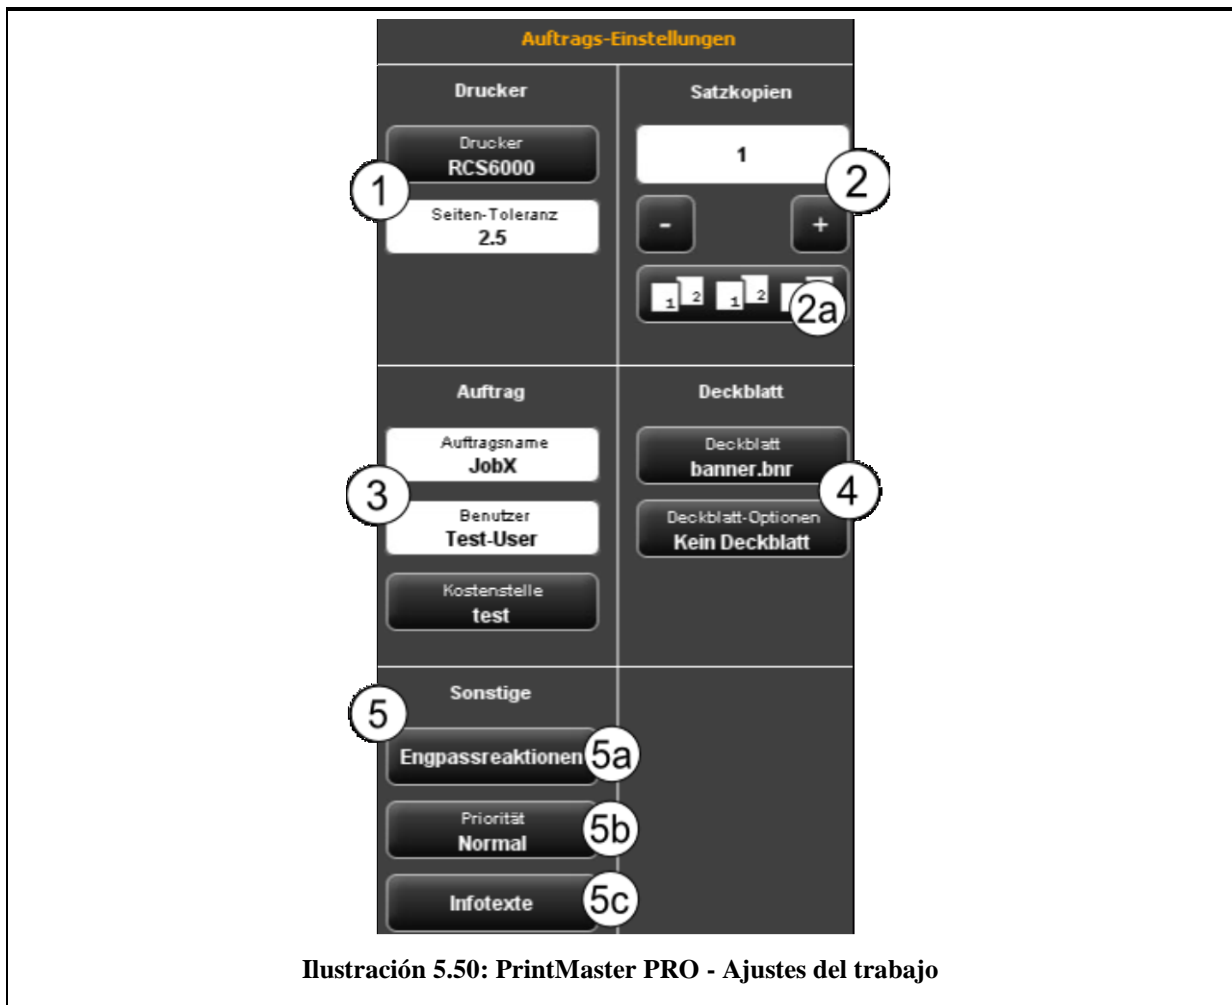 Auftrags-Einstellungen
Drucker
Drucker
RCS6000
1
Seiten-Toleranz
2.5
Satzkopien
1
2
-
+
1 2 1 2
2a
Auftrag
Auftragsname
JobX
3
Benutzer
Test-User
Kostenstelle
test
Deckblatt
Deckblatt
banner.bnr
4
Deckblatt-Optionen
Kein Deckblatt
Sonstige
5
Engpassreaktionen
5a
Priorität
Normal
5b
Infotexte
5c
Ilustración 5.50: PrintMaster PRO - Ajustes del trabajo